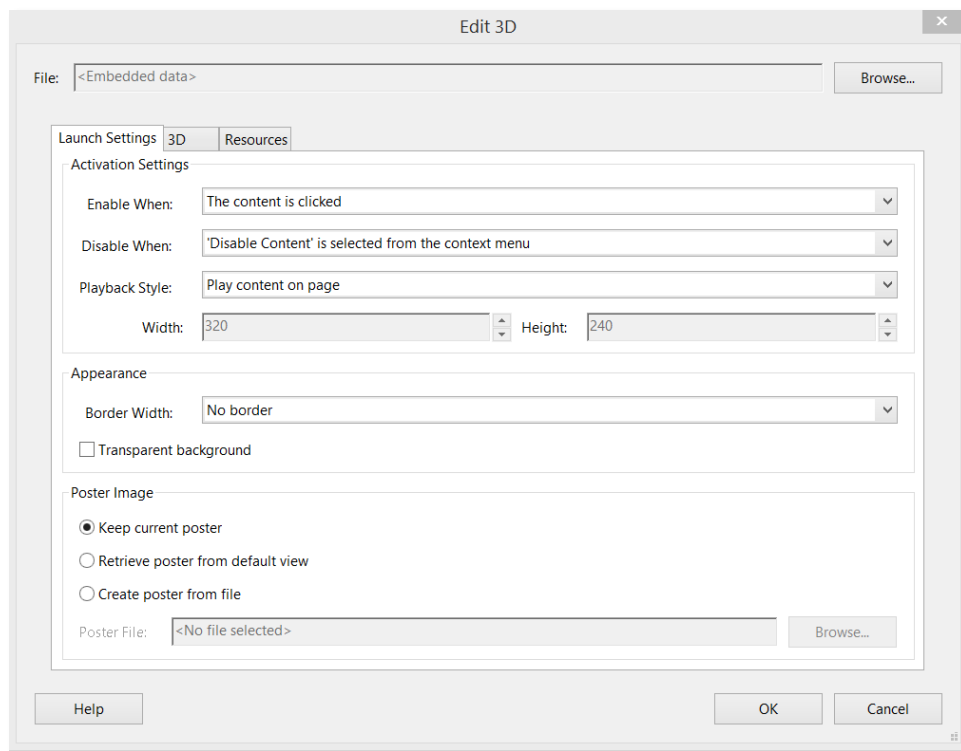 Edit 3D
File: <Embedded data> Browse...
Launch Settings 3D Resources
Activation Settings
Enable When: The content is clicked
Disable When: 'Disable Content' is selected from the context menu
Playback Style: Play content on page
Width: 320 Height: 240
Appearance
Border Width: No border
Transparent background
Poster Image
Keep current poster
Retrieve poster from default view
Create poster from file
Poster File: <No file selected> Browse...
Help OK Cancel